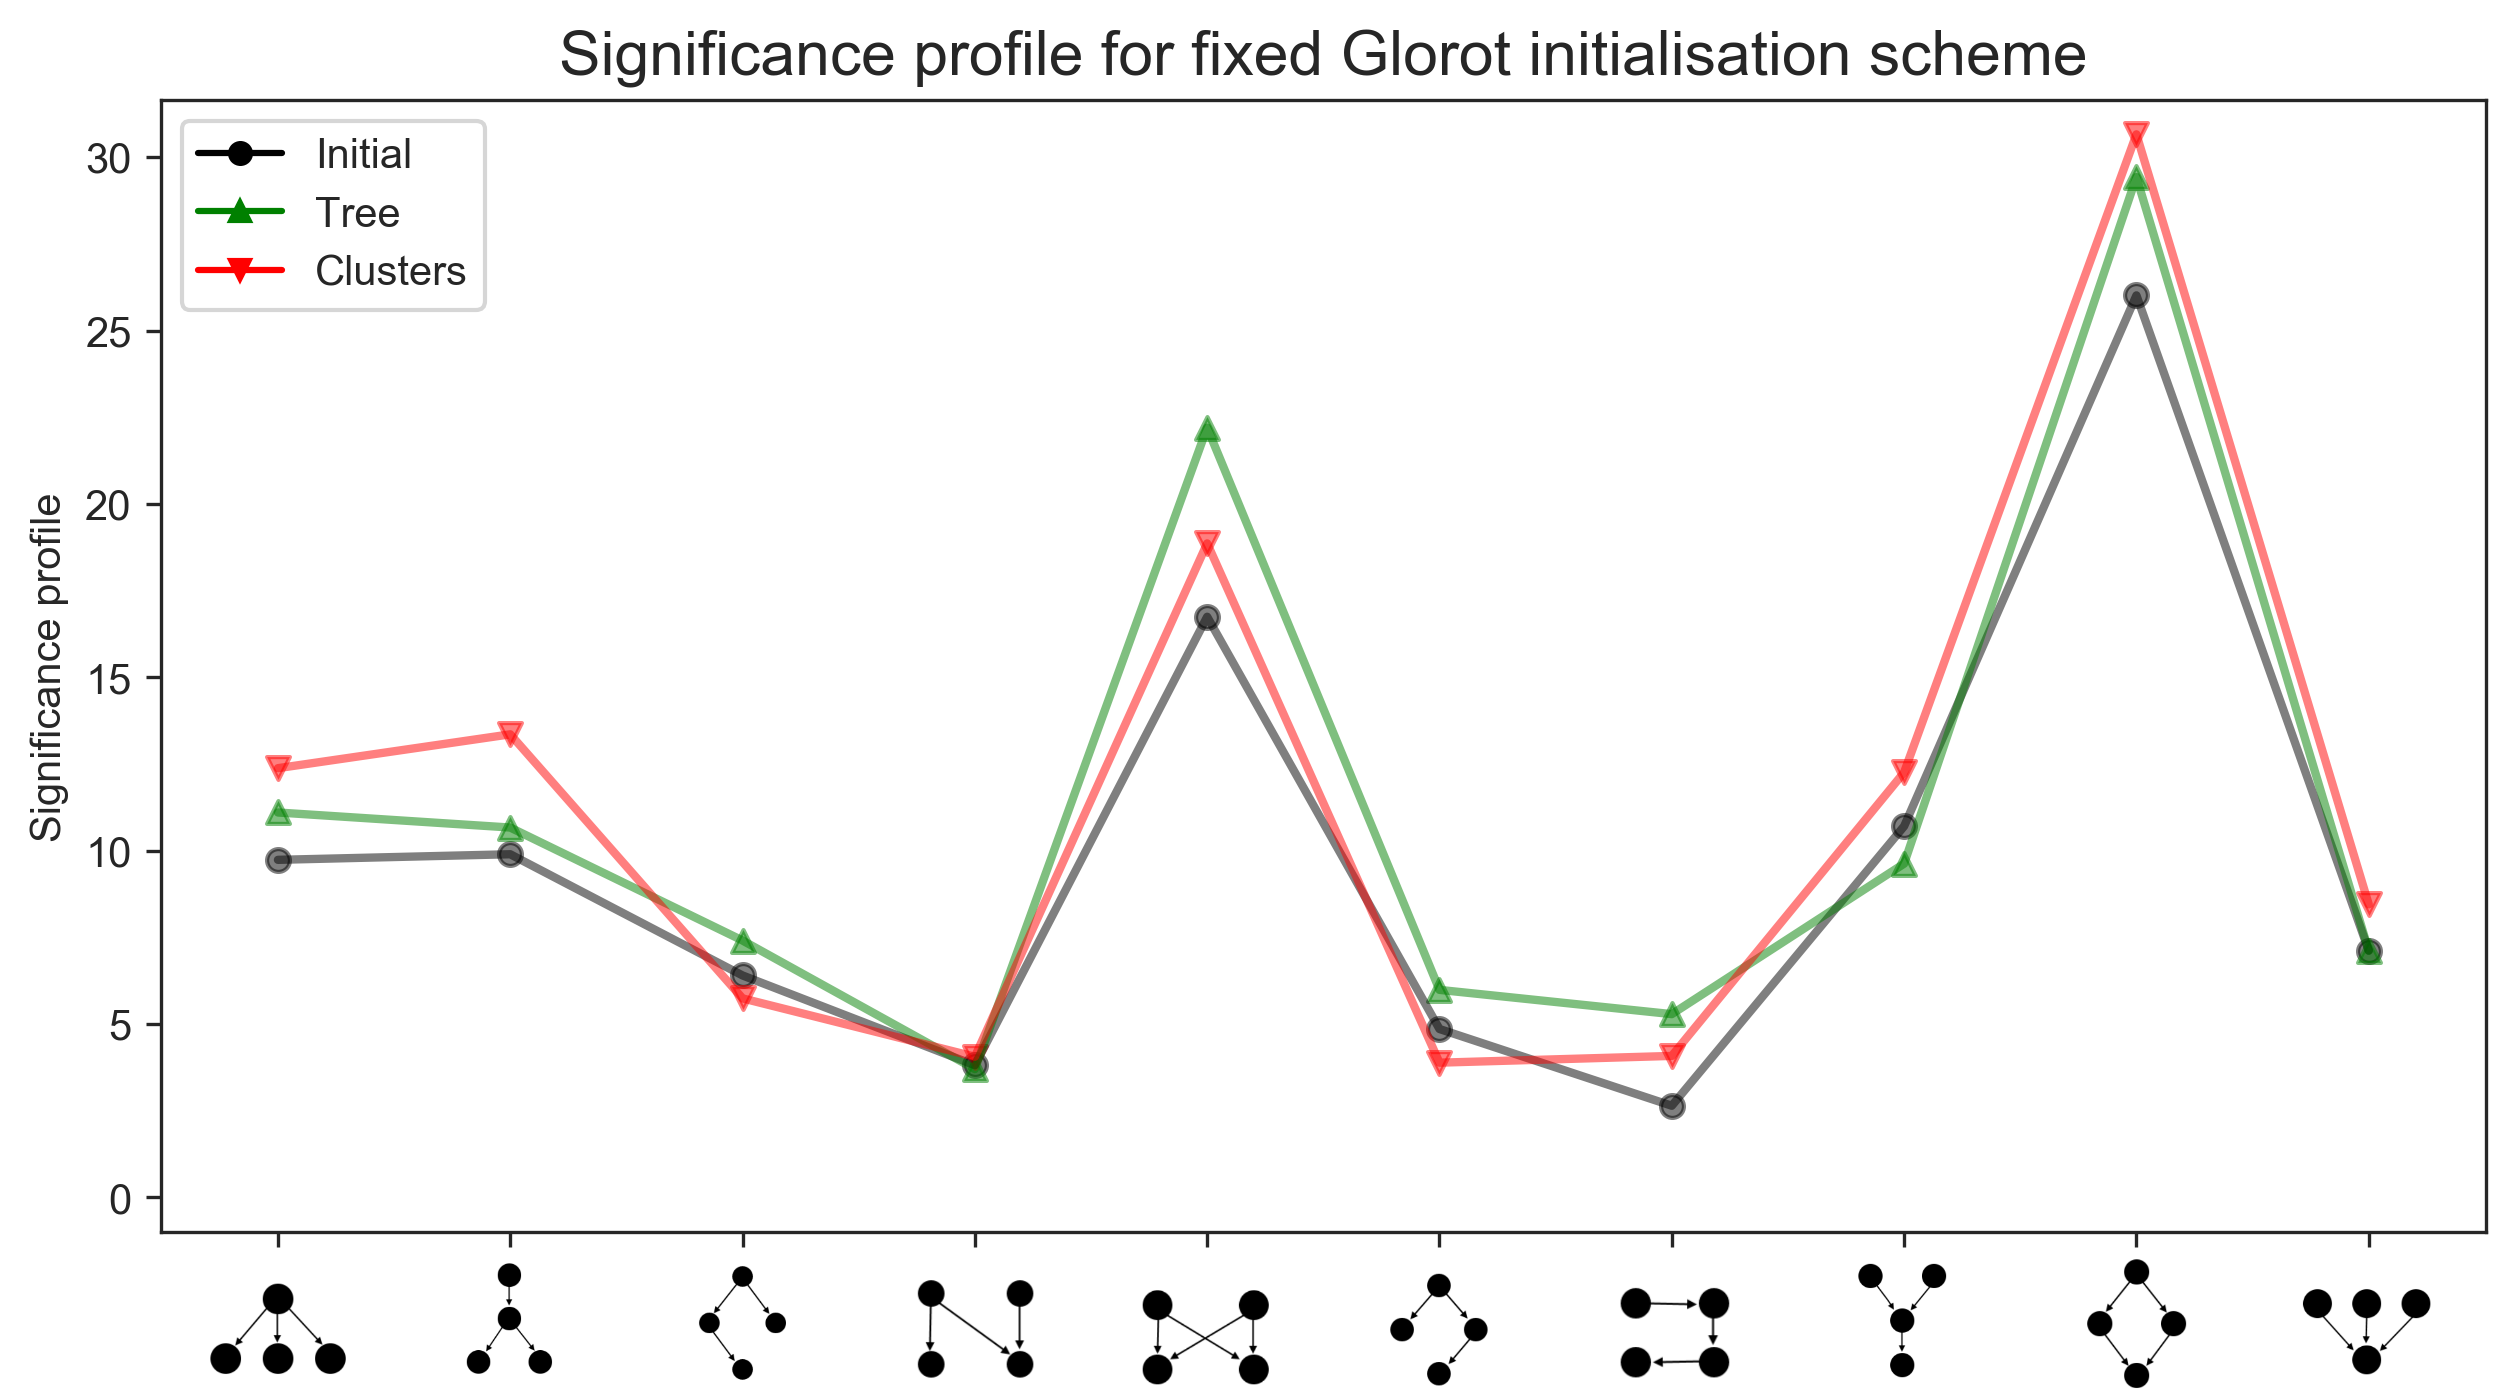 Significance profile for fixed Glorot initialisation scheme
Initial
Tree
Clusters
Significance profile
30
25
20
15
10
5
0